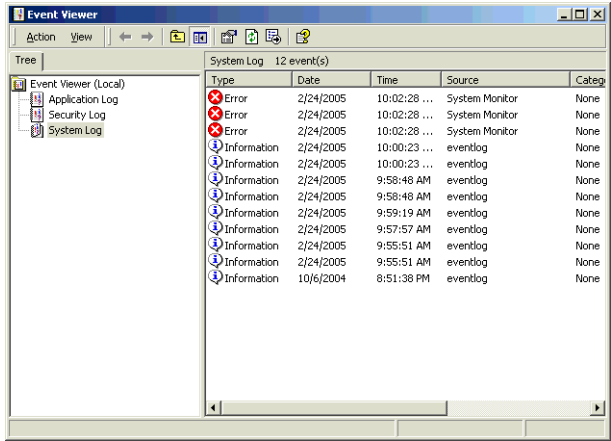 Event Viewer
Action View
Tree
System Log 12 event(s)
Event Viewer (Local)
Application Log
Security Log
System Log
Type Date Time Source Categ
Error 2/24/2005 10:02:28 ... System Monitor None
Error 2/24/2005 10:02:28 ... System Monitor None
Error 2/24/2005 10:02:28 ... System Monitor None
Information 2/24/2005 10:00:23 ... eventlog None
Information 2/24/2005 10:00:23 ... eventlog None
Information 2/24/2005 9:58:48 AM eventlog None
Information 2/24/2005 9:58:48 AM eventlog None
Information 2/24/2005 9:59:19 AM eventlog None
Information 2/24/2005 9:57:57 AM eventlog None
Information 2/24/2005 9:55:51 AM eventlog None
Information 2/24/2005 9:55:51 AM eventlog None
Information 10/6/2004 8:51:38 PM eventlog None